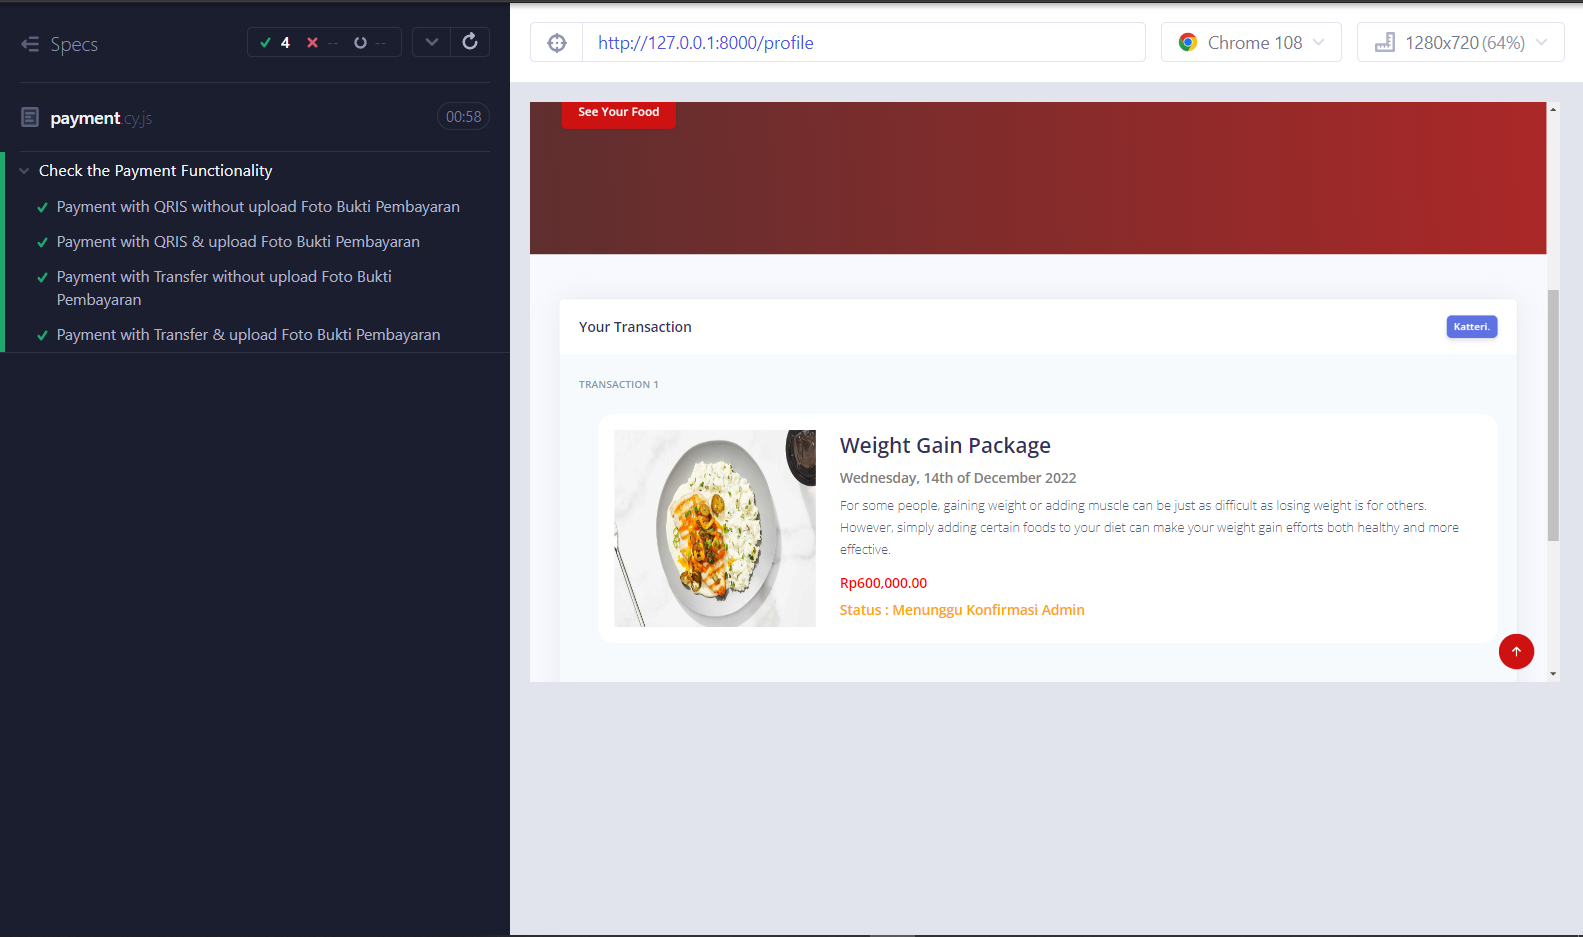 Specs
4 -- --
payment.cy.js
00:58
Check the Payment Functionality
Payment with QRIS without upload Foto Bukti Pembayaran
Payment with QRIS & upload Foto Bukti Pembayaran
Payment with Transfer without upload Foto Bukti
Pembayaran
Payment with Transfer & upload Foto Bukti Pembayaran
http://127.0.0.1:8000/profile
Chrome 108
1280x720 (64%)
See Your Food
Your Transaction
Katteri.
TRANSACTION 1
Weight Gain Package
Wednesday, 14th of December 2022
For some people, gaining weight or adding muscle can be just as difficult as losing weight is for others.
However, simply adding certain foods to your diet can make your weight gain efforts both healthy and more
effective.
Rp600,000.00
Status : Menunggu Konfirmasi Admin